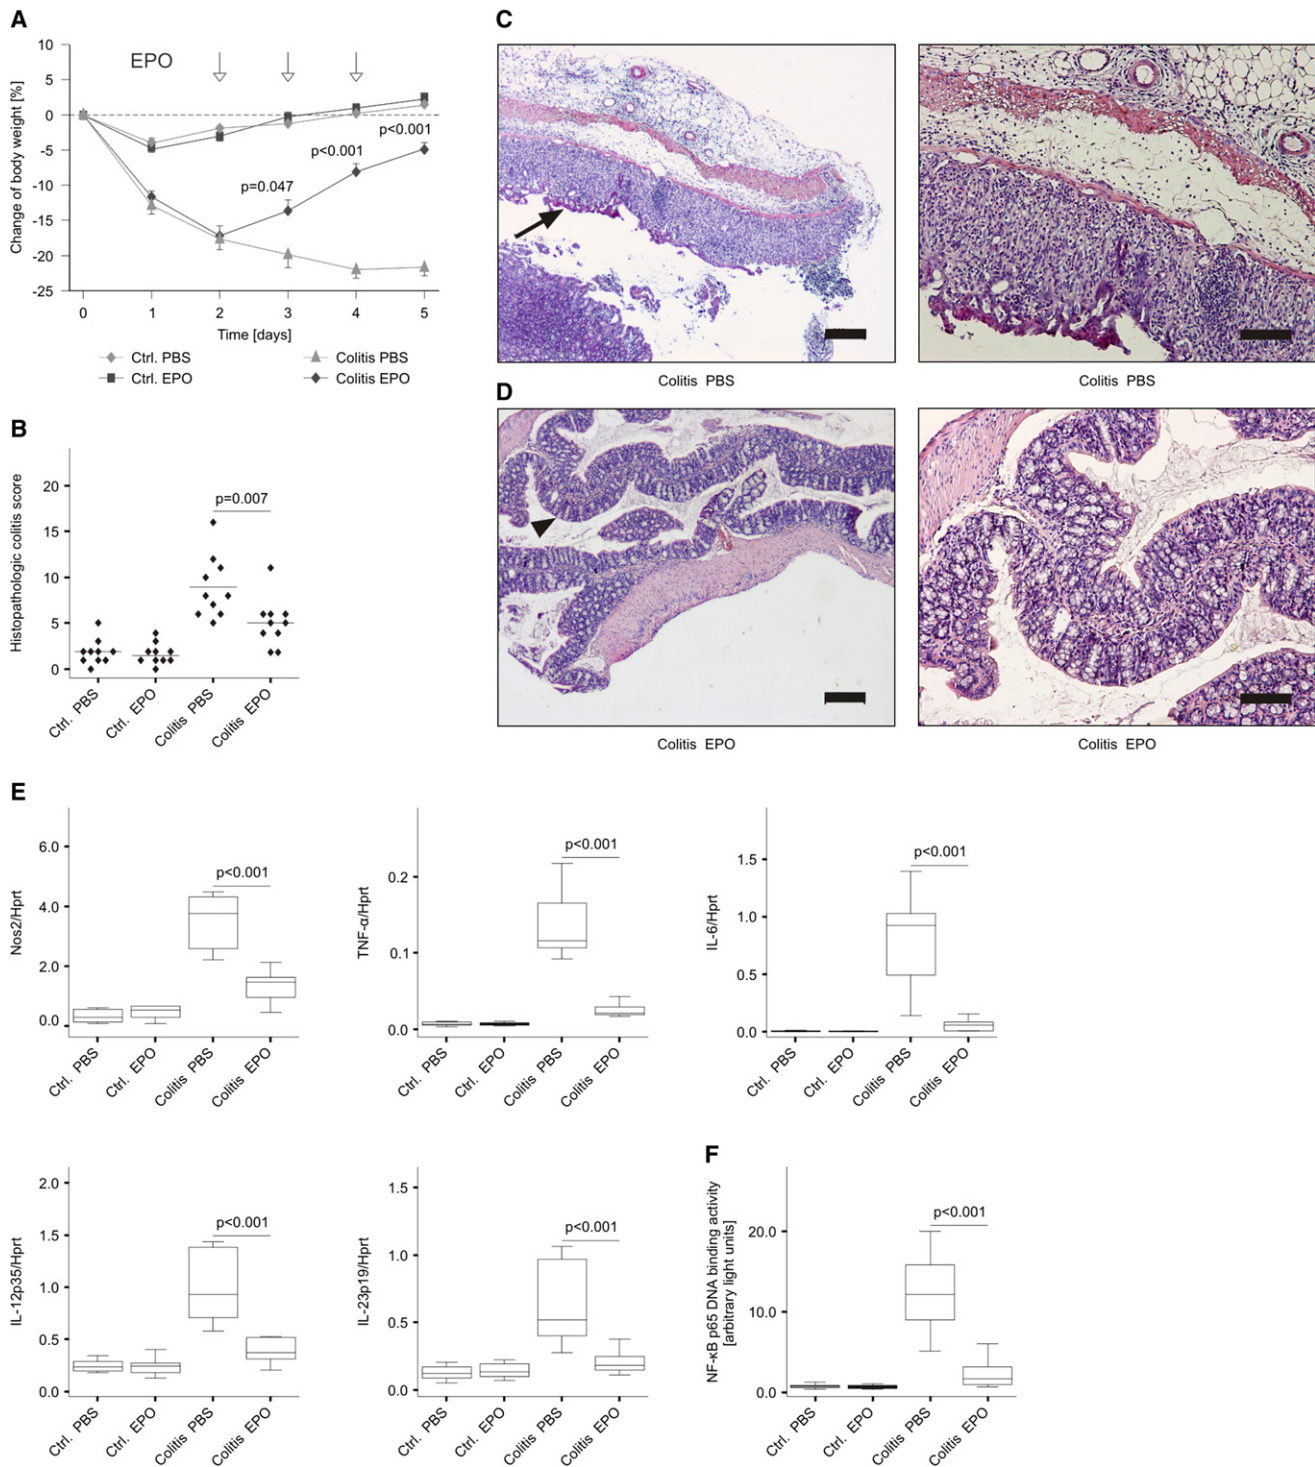 A
Change of body weight [%]
10
5
0
-5
-10
-15
-20
-25
EPO
p=0.047
p<0.001
p<0.001
0 1 2 3 4 5
Time [days]
Ctrl. PBS
Colitis PBS
Ctrl. EPO
Colitis EPO
B
Histopathologic colitis score
20
15
10
5
0
p=0.007
Ctrl. PBS
Ctrl. EPO
Colitis PBS
Colitis EPO
C
Colitis PBS
Colitis PBS
D
Colitis EPO
Colitis EPO
E
Nos2/Hprt
6.0
4.0
2.0
0.0
p<0.001
Ctrl. PBS
Ctrl. EPO
Colitis PBS
Colitis EPO
TNF-α/Hprt
0.2
0.1
0.0
p<0.001
Ctrl. PBS
Ctrl. EPO
Colitis PBS
Colitis EPO
IL-6/Hprt
1.5
1.0
0.5
0.0
p<0.001
Ctrl. PBS
Ctrl. EPO
Colitis PBS
Colitis EPO
IL-12p35/Hprt
2.0
1.5
1.0
0.5
0.0
p<0.001
Ctrl. PBS
Ctrl. EPO
Colitis PBS
Colitis EPO
IL-23p19/Hprt
1.5
1.0
0.5
0.0
p<0.001
Ctrl. PBS
Ctrl. EPO
Colitis PBS
Colitis EPO
F
NF-κB p65 DNA binding activity
[arbitrary light units]
20.0
10.0
0.0
p<0.001
Ctrl. PBS
Ctrl. EPO
Colitis PBS
Colitis EPO